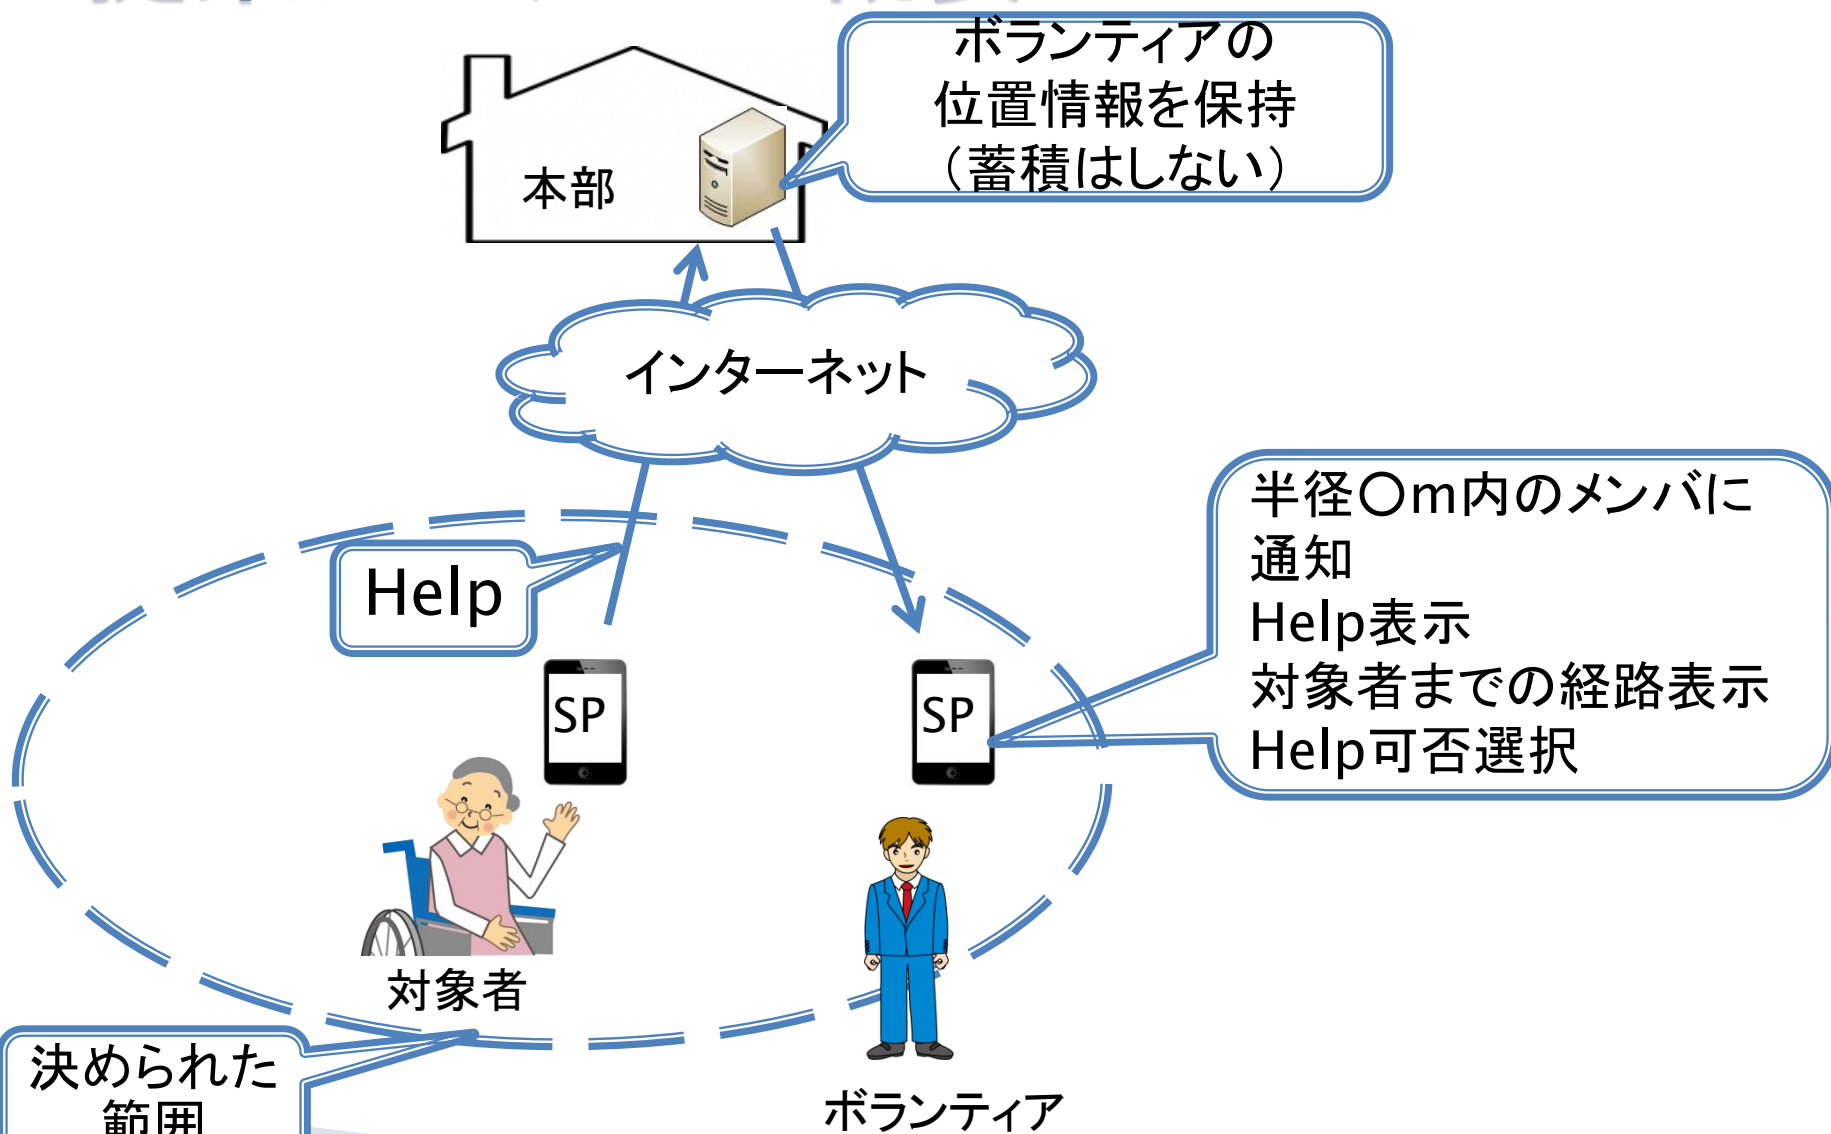 ボランティアの
位置情報を保持
（蓄積はしない）
本部
インターネット
半径〇m内のメンバに
通知
Help表示
対象者までの経路表示
Help可否選択
Help
SP
SP
対象者
決められた
範囲
ボランティア